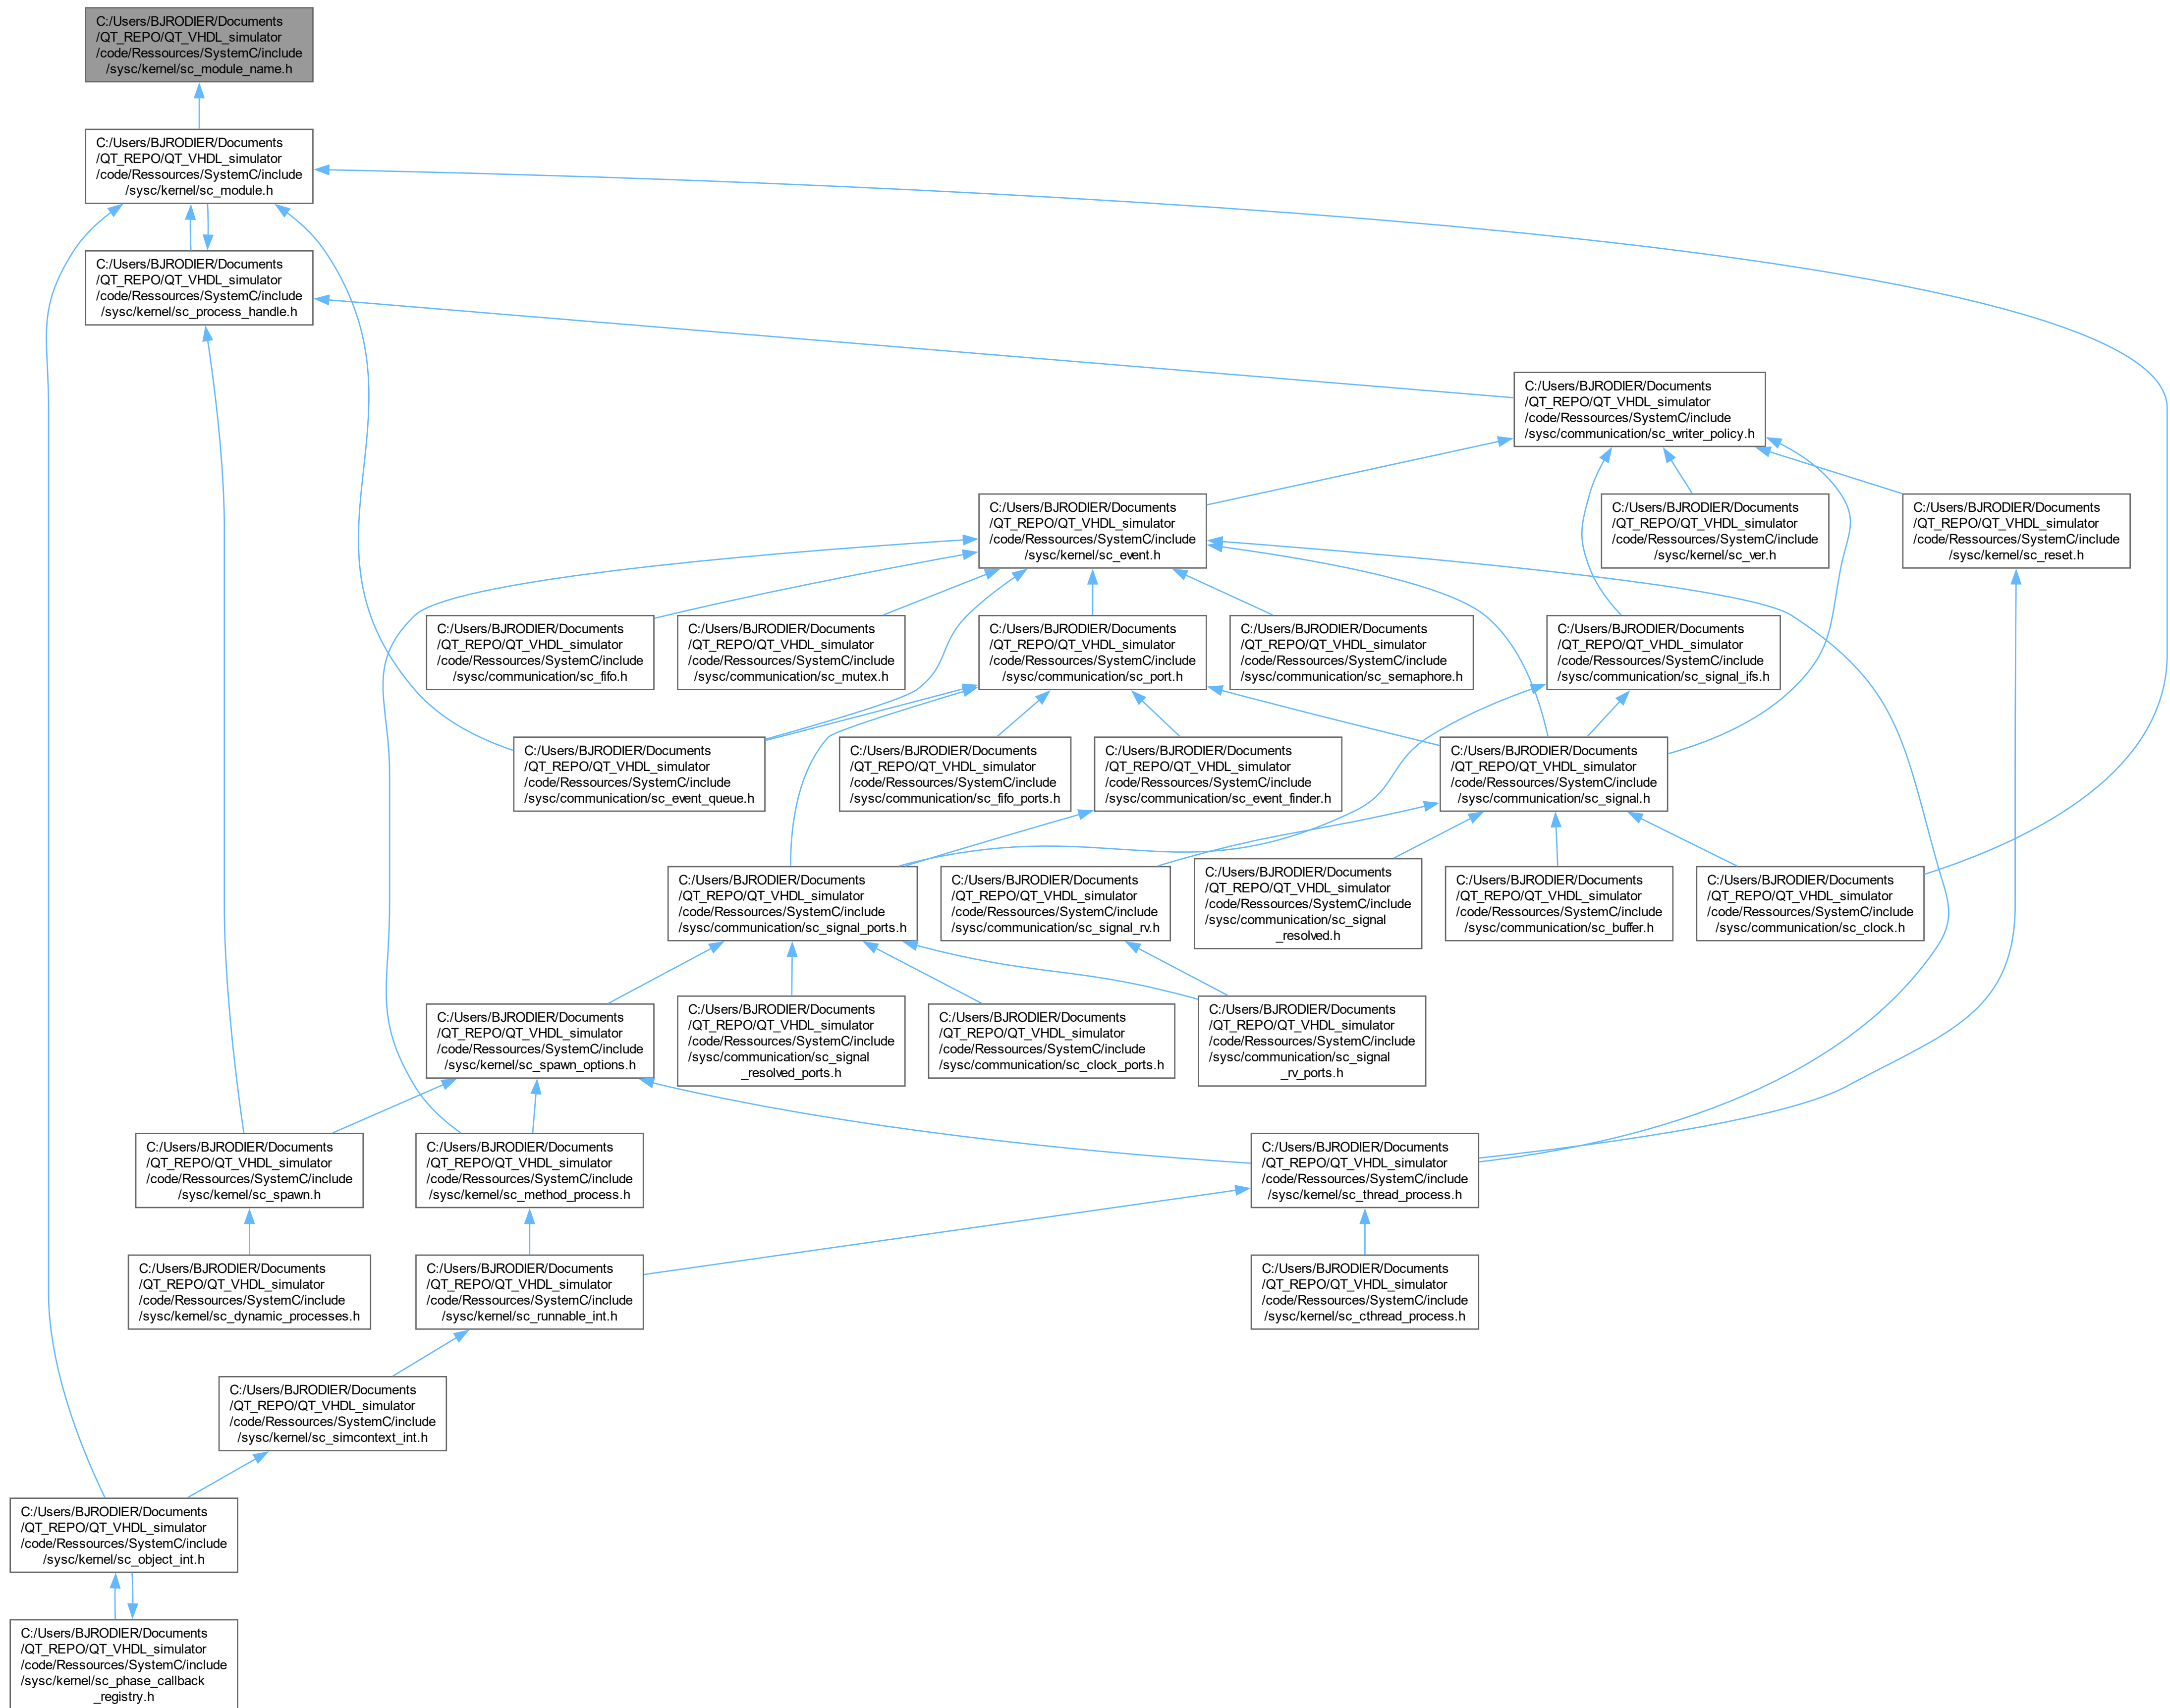 C:/Users/BJRODIER/Documents
/QT_REPO/QT_VHDL_simulator
/code/Ressources/SystemC/include
/sysc/kernel/sc_module_name.h
C:/Users/BJRODIER/Documents
/QT_REPO/QT_VHDL_simulator
/code/Ressources/SystemC/include
/sysc/kernel/sc_module.h
C:/Users/BJRODIER/Documents
/QT_REPO/QT_VHDL_simulator
/code/Ressources/SystemC/include
/sysc/kernel/sc_process_handle.h
C:/Users/BJRODIER/Documents
/QT_REPO/QT_VHDL_simulator
/code/Ressources/SystemC/include
/sysc/communication/sc_writer_policy.h
C:/Users/BJRODIER/Documents
/QT_REPO/QT_VHDL_simulator
/code/Ressources/SystemC/include
/sysc/kernel/sc_event.h
C:/Users/BJRODIER/Documents
/QT_REPO/QT_VHDL_simulator
/code/Ressources/SystemC/include
/sysc/kernel/sc_ver.h
C:/Users/BJRODIER/Documents
/QT_REPO/QT_VHDL_simulator
/code/Ressources/SystemC/include
/sysc/kernel/sc_reset.h
C:/Users/BJRODIER/Documents
/QT_REPO/QT_VHDL_simulator
/code/Ressources/SystemC/include
/sysc/communication/sc_fifo.h
C:/Users/BJRODIER/Documents
/QT_REPO/QT_VHDL_simulator
/code/Ressources/SystemC/include
/sysc/communication/sc_mutex.h
C:/Users/BJRODIER/Documents
/QT_REPO/QT_VHDL_simulator
/code/Ressources/SystemC/include
/sysc/communication/sc_port.h
C:/Users/BJRODIER/Documents
/QT_REPO/QT_VHDL_simulator
/code/Ressources/SystemC/include
/sysc/communication/sc_semaphore.h
C:/Users/BJRODIER/Documents
/QT_REPO/QT_VHDL_simulator
/code/Ressources/SystemC/include
/sysc/communication/sc_signal_ifs.h
C:/Users/BJRODIER/Documents
/QT_REPO/QT_VHDL_simulator
/code/Ressources/SystemC/include
/sysc/communication/sc_event_queue.h
C:/Users/BJRODIER/Documents
/QT_REPO/QT_VHDL_simulator
/code/Ressources/SystemC/include
/sysc/communication/sc_fifo_ports.h
C:/Users/BJRODIER/Documents
/QT_REPO/QT_VHDL_simulator
/code/Ressources/SystemC/include
/sysc/communication/sc_event_finder.h
C:/Users/BJRODIER/Documents
/QT_REPO/QT_VHDL_simulator
/code/Ressources/SystemC/include
/sysc/communication/sc_signal.h
C:/Users/BJRODIER/Documents
/QT_REPO/QT_VHDL_simulator
/code/Ressources/SystemC/include
/sysc/communication/sc_signal_ports.h
C:/Users/BJRODIER/Documents
/QT_REPO/QT_VHDL_simulator
/code/Ressources/SystemC/include
/sysc/communication/sc_signal_rv.h
C:/Users/BJRODIER/Documents
/QT_REPO/QT_VHDL_simulator
/code/Ressources/SystemC/include
/sysc/communication/sc_signal
_resolved.h
C:/Users/BJRODIER/Documents
/QT_REPO/QT_VHDL_simulator
/code/Ressources/SystemC/include
/sysc/communication/sc_buffer.h
C:/Users/BJRODIER/Documents
/QT_REPO/QT_VHDL_simulator
/code/Ressources/SystemC/include
/sysc/communication/sc_clock.h
C:/Users/BJRODIER/Documents
/QT_REPO/QT_VHDL_simulator
/code/Ressources/SystemC/include
/sysc/kernel/sc_spawn_options.h
C:/Users/BJRODIER/Documents
/QT_REPO/QT_VHDL_simulator
/code/Ressources/SystemC/include
/sysc/communication/sc_signal
_resolved_ports.h
C:/Users/BJRODIER/Documents
/QT_REPO/QT_VHDL_simulator
/code/Ressources/SystemC/include
/sysc/communication/sc_clock_ports.h
C:/Users/BJRODIER/Documents
/QT_REPO/QT_VHDL_simulator
/code/Ressources/SystemC/include
/sysc/communication/sc_signal
_rv_ports.h
C:/Users/BJRODIER/Documents
/QT_REPO/QT_VHDL_simulator
/code/Ressources/SystemC/include
/sysc/kernel/sc_spawn.h
C:/Users/BJRODIER/Documents
/QT_REPO/QT_VHDL_simulator
/code/Ressources/SystemC/include
/sysc/kernel/sc_method_process.h
C:/Users/BJRODIER/Documents
/QT_REPO/QT_VHDL_simulator
/code/Ressources/SystemC/include
/sysc/kernel/sc_thread_process.h
C:/Users/BJRODIER/Documents
/QT_REPO/QT_VHDL_simulator
/code/Ressources/SystemC/include
/sysc/kernel/sc_dynamic_processes.h
C:/Users/BJRODIER/Documents
/QT_REPO/QT_VHDL_simulator
/code/Ressources/SystemC/include
/sysc/kernel/sc_runnable_int.h
C:/Users/BJRODIER/Documents
/QT_REPO/QT_VHDL_simulator
/code/Ressources/SystemC/include
/sysc/kernel/sc_cthread_process.h
C:/Users/BJRODIER/Documents
/QT_REPO/QT_VHDL_simulator
/code/Ressources/SystemC/include
/sysc/kernel/sc_simcontext_int.h
C:/Users/BJRODIER/Documents
/QT_REPO/QT_VHDL_simulator
/code/Ressources/SystemC/include
/sysc/kernel/sc_object_int.h
C:/Users/BJRODIER/Documents
/QT_REPO/QT_VHDL_simulator
/code/Ressources/SystemC/include
/sysc/kernel/sc_phase_callback
_registry.h